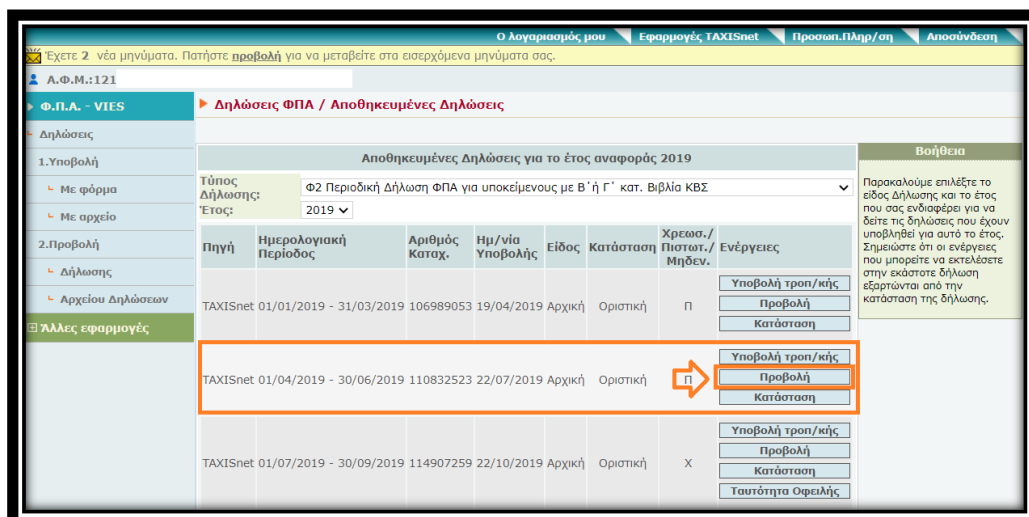 Ο λογαριασμός μου Εφαρμογές TAXISnet Προσωπ.Πληρ/ση Αποσύνδεση
Έχετε 2 νέα μηνύματα. Πατήστε προβολή για να μεταβείτε στα εισερχόμενα μηνύματα σας.
Α.Φ.Μ.:121
Φ.Π.Α. - VIES
Δηλώσεις
1.Υποβολή
Με φόρμα
Με αρχείο
2.Προβολή
Δήλωσης
Αρχείου Δηλώσεων
Άλλες εφαρμογές
Δηλώσεις ΦΠΑ / Αποθηκευμένες Δηλώσεις
Αποθηκευμένες Δηλώσεις για το έτος αναφοράς 2019
Τύπος Δήλωσης: Φ2 Περιοδική Δήλωση ΦΠΑ για υποκείμενους με Β΄ή Γ΄ κατ. Βιβλία ΚΒΣ
Έτος: 2019
Πηγή Ημερολογιακή Περίοδος Αριθμός Καταχ. Ημ/νία Υποβολής Είδος Κατάσταση Χρεωσ./ Πιστωτ./ Μηδεν. Ενέργειες
TAXISnet 01/01/2019 - 31/03/2019 106989053 19/04/2019 Αρχική Οριστική Π
Υποβολή τροπ/κής
Προβολή
Κατάσταση
TAXISnet 01/04/2019 - 30/06/2019 110832523 22/07/2019 Αρχική Οριστική Π
Υποβολή τροπ/κής
Προβολή
Κατάσταση
TAXISnet 01/07/2019 - 30/09/2019 114907259 22/10/2019 Αρχική Οριστική Χ
Υποβολή τροπ/κής
Προβολή
Κατάσταση
Ταυτότητα Οφειλής
Βοήθεια
Παρακαλούμε επιλέξτε το
είδος Δήλωσης και το έτος
που σας ενδιαφέρει για να
δείτε τις δηλώσεις που έχουν
υποβληθεί για αυτό το έτος.
Σημειώστε ότι οι ενέργειες
που μπορείτε να εκτελέσετε
στην εκάστοτε δήλωση
εξαρτώνται από την
κατάσταση της δήλωσης.